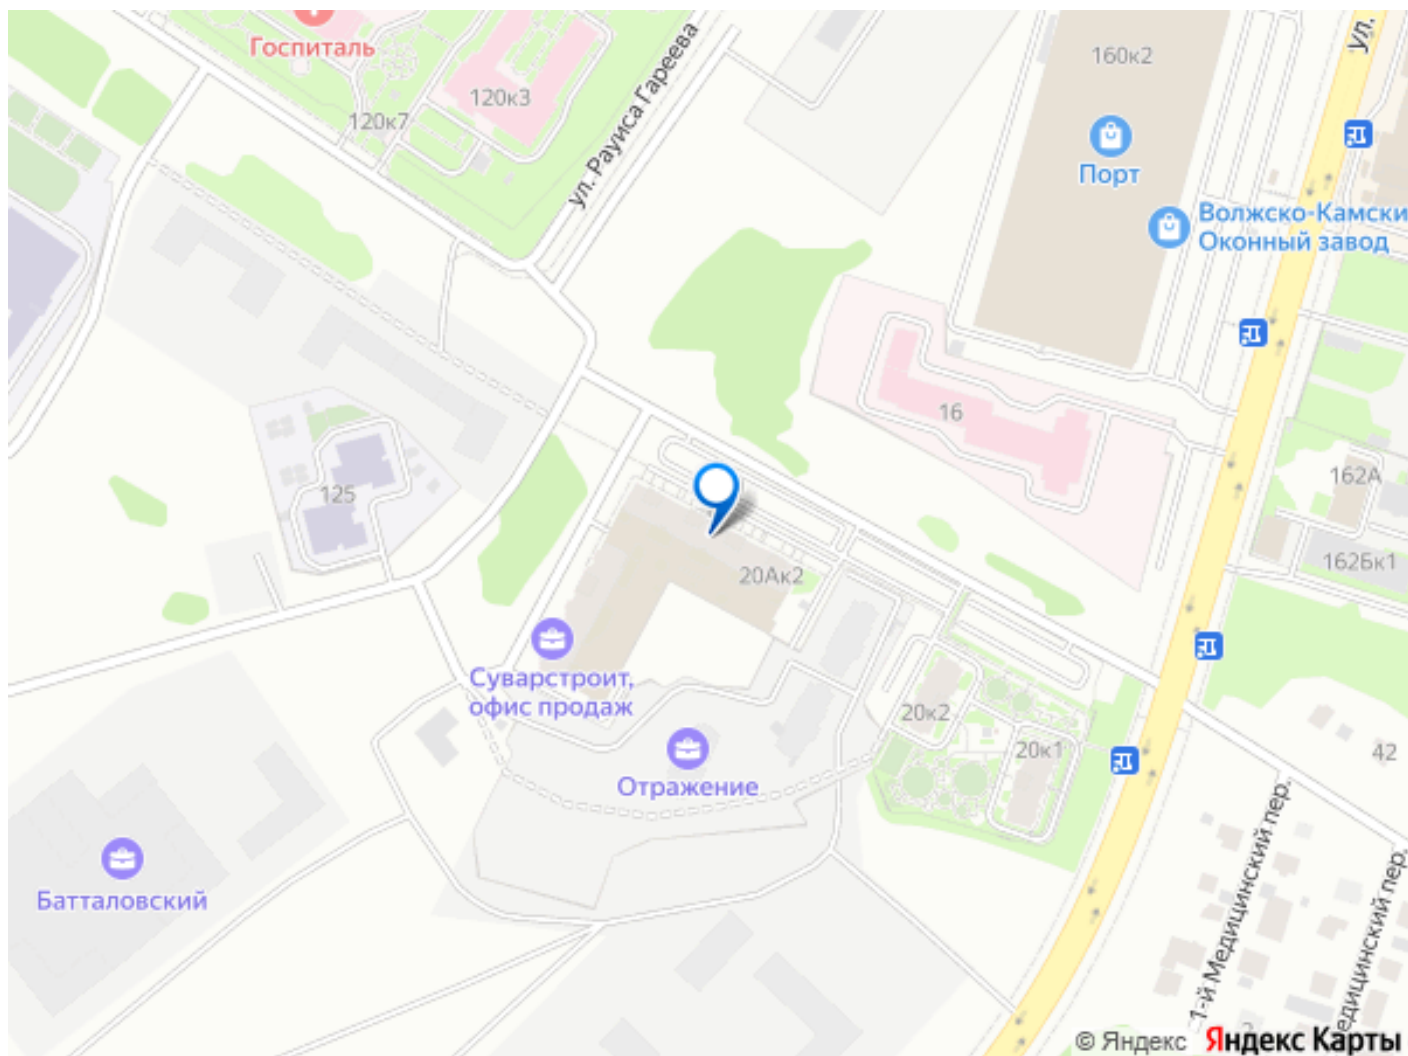 Госпиталь
120к3
120к7
ул. Рауиса Гареева
160к2
ул.
Порт
Волжско-Камски
Оконный завод
16
162А
162Бк1
125
20Ак2
Суварстроит,
офис продаж
20к2
20к1
Отражение
42
Батталовский
1-й Медицинский пер.
едицинский пер.
2
© Яндекс Яндекс Карты